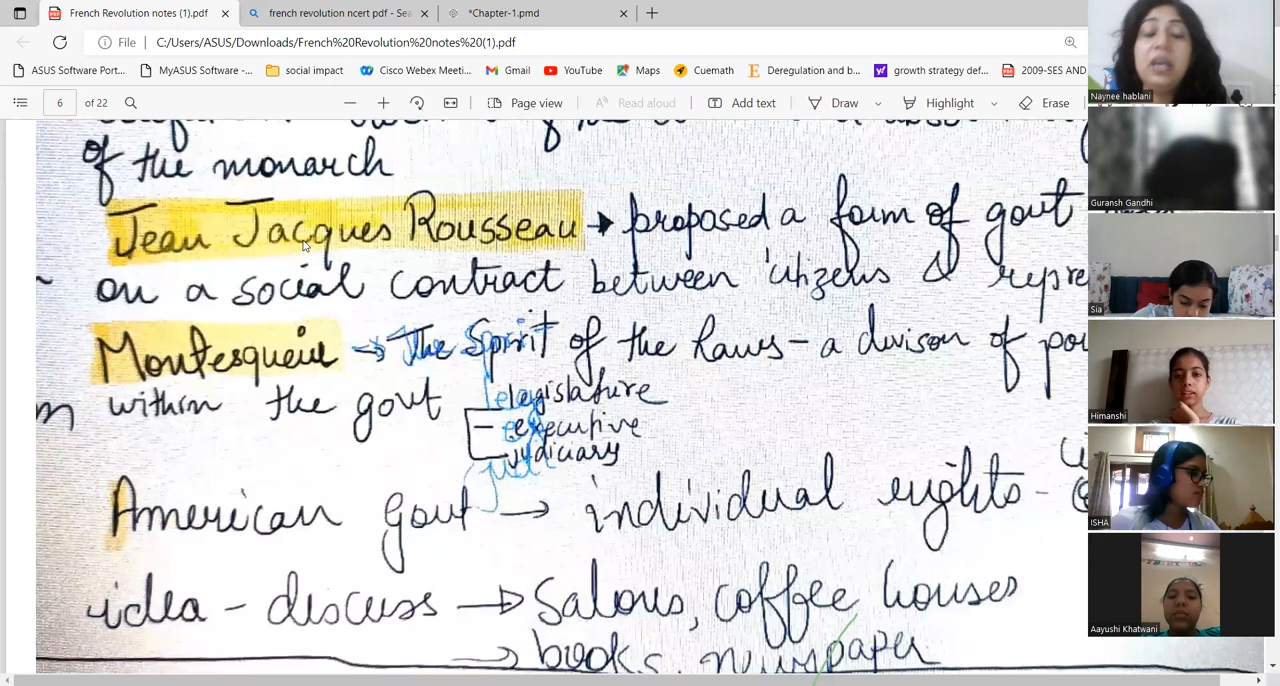 French Revolution notes (1).pdf
french revolution ncert pdf - Sea
*Chapter-1.pmd
File
C:/Users/ASUS/Downloads/French%20Revolution%20notes%20(1).pdf
ASUS Software Port...
MyASUS Software -...
social impact
Cisco Webex Meeti...
Gmail
YouTube
Maps
Cuemath
Deregulation and b...
growth strategy def...
2009-SES AND
6 of 22
Page view
Read aloud
Add text
Draw
Highlight
Erase
of the monarch
Jean Jacques Rousseau → proposed a form of govt
on a social contract between citizens & repre
Montesqueiu → The Spirit of the Laws - a divison of po
within the govt
legislature
executive
judiciary
American govt → individual rights -
idea - discuss → Salons, coffee houses
→ books, newspaper
Naynee hablani
Guransh Gandhi
Sia
Himanshi
ISHA
Aayushi Khatwani